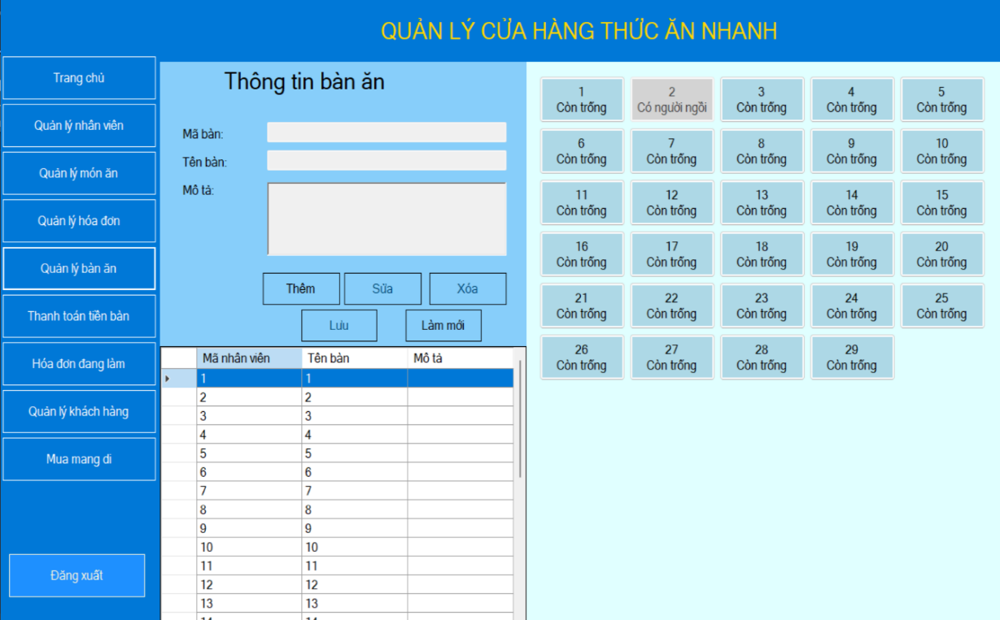 QUẢN LÝ CỬA HÀNG THỨC ĂN NHANH
Trang chủ
Quản lý nhân viên
Quản lý món ăn
Quản lý hóa đơn
Quản lý bàn ăn
Thanh toán tiền bàn
Hóa đơn đang làm
Quản lý khách hàng
Mua mang di
Đăng xuất
Thông tin bàn ăn
Mã bàn:
Tên bàn:
Mô tả:
Thêm Sửa Xóa
Lưu Làm mới
Mã nhân viên Tên bàn Mô tả
1 1
2 2
3 3
4 4
5 5
6 6
7 7
8 8
9 9
10 10
11 11
12 12
13 13
14 14
1 2 3 4 5
Còn trống Có người ngồi Còn trống Còn trống Còn trống
6 7 8 9 10
Còn trống Còn trống Còn trống Còn trống Còn trống
11 12 13 14 15
Còn trống Còn trống Còn trống Còn trống Còn trống
16 17 18 19 20
Còn trống Còn trống Còn trống Còn trống Còn trống
21 22 23 24 25
Còn trống Còn trống Còn trống Còn trống Còn trống
26 27 28 29
Còn trống Còn trống Còn trống Còn trống